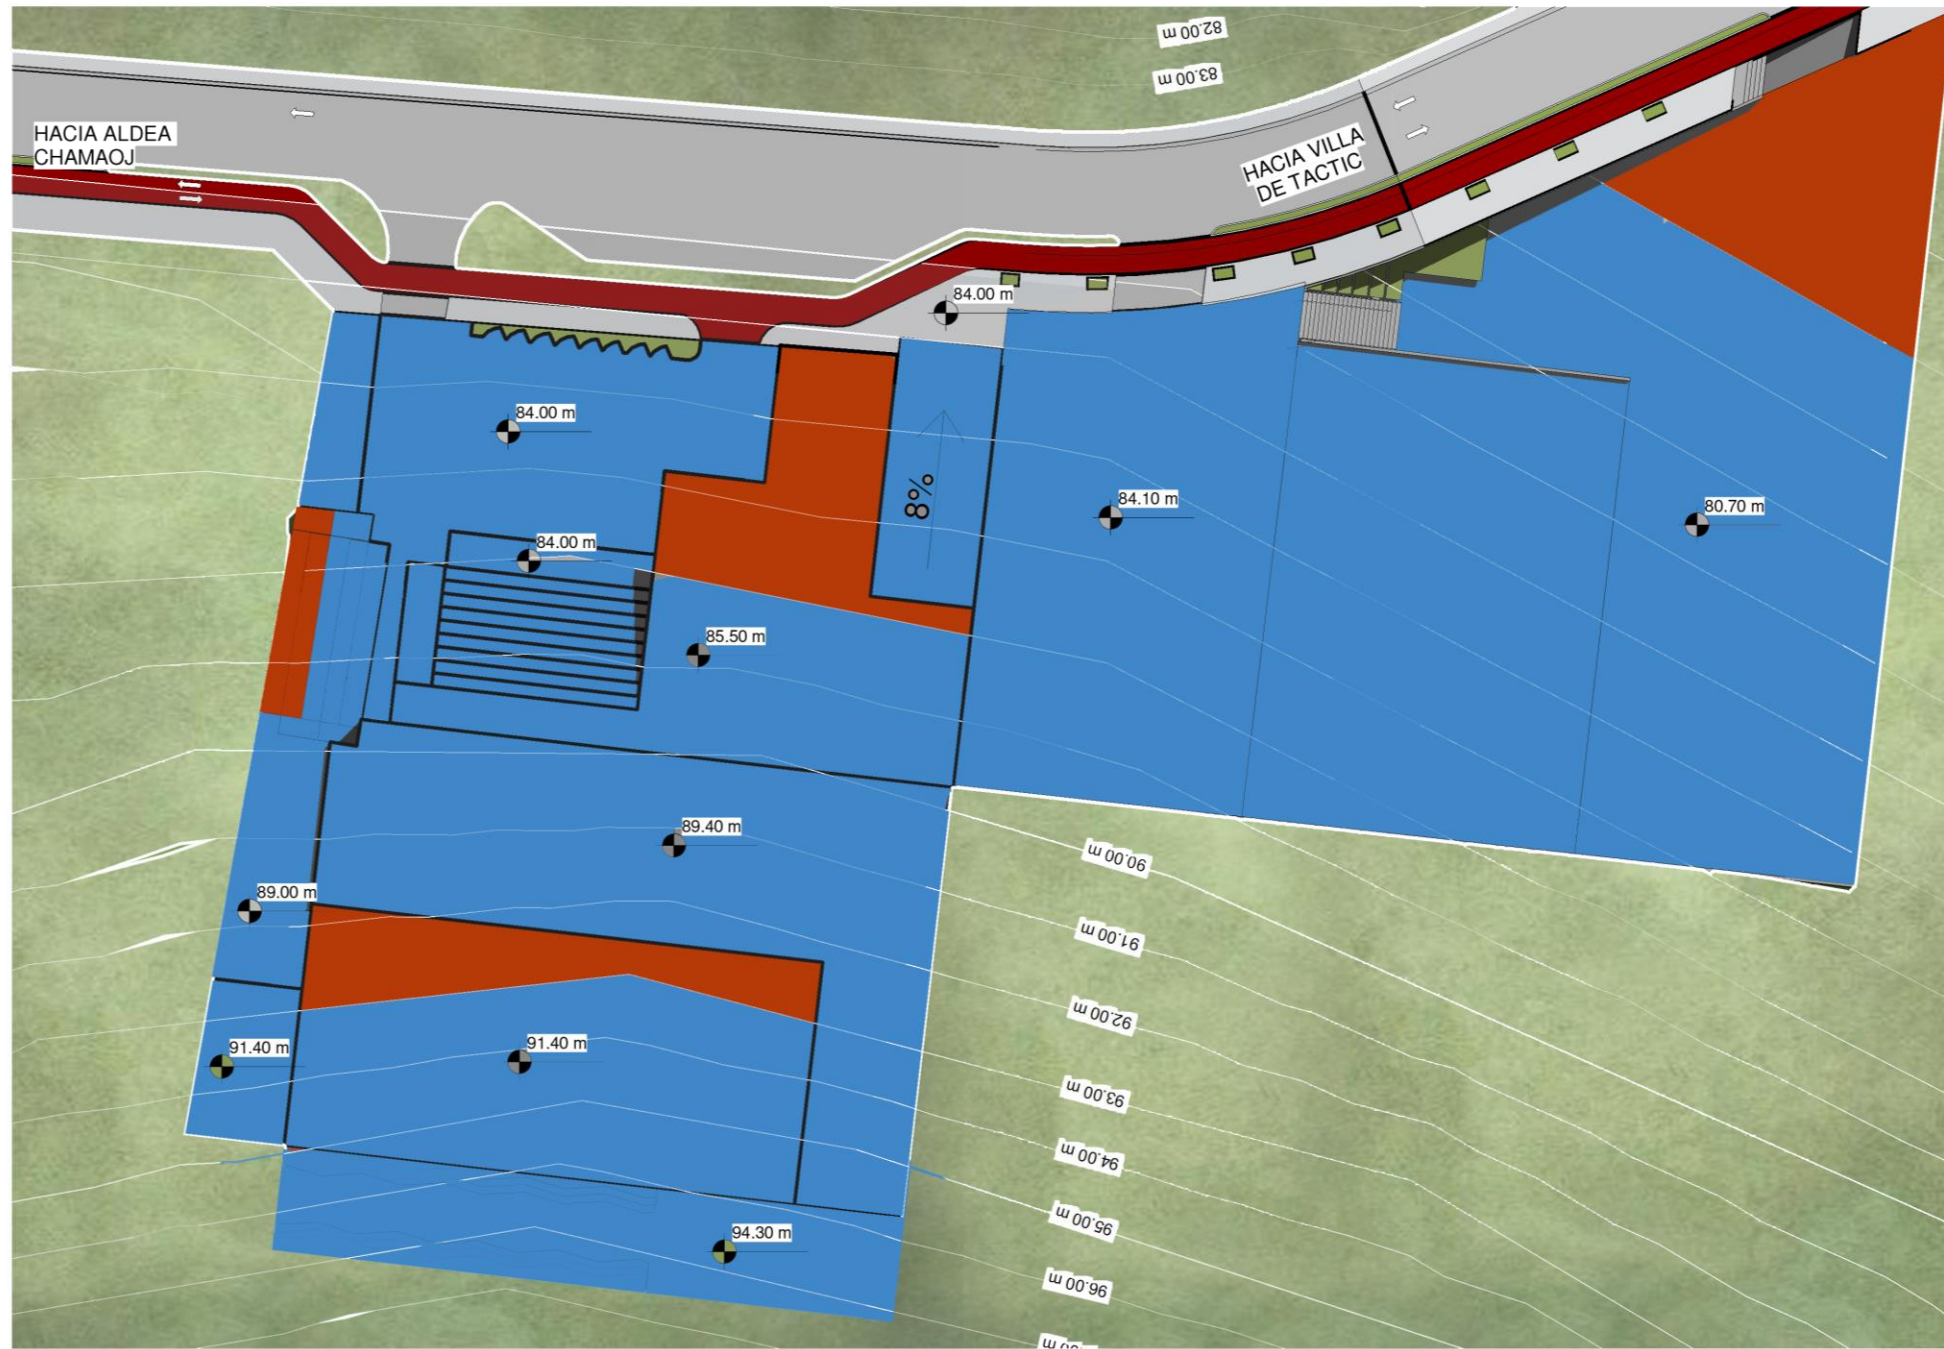 82.00 m
83.00 m
HACIA ALDEA
CHAMAOJ
HACIA VILLA
DE TACTIC
84.00 m
84.00 m
8%
84.10 m
80.70 m
84.00 m
85.50 m
89.40 m
90.00 m
89.00 m
91.00 m
92.00 m
91.40 m
91.40 m
93.00 m
94.00 m
95.00 m
94.30 m
96.00 m